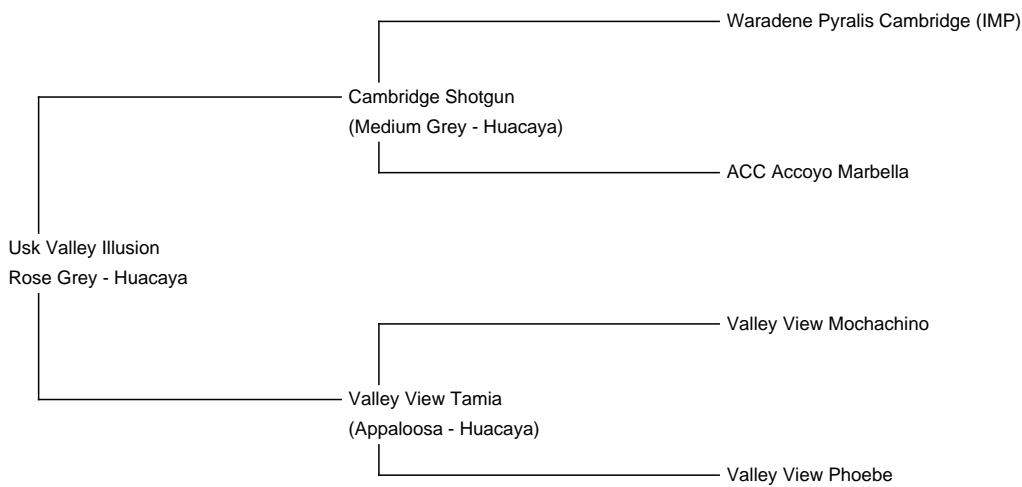 Waradene Pyralis Cambridge (IMP)
Cambridge Shotgun
(Medium Grey - Huacaya)
ACC Accoyo Marbella
Usk Valley Illusion
Rose Grey - Huacaya
Valley View Mochachino
Valley View Tamia
(Appaloosa - Huacaya)
Valley View Phoebe